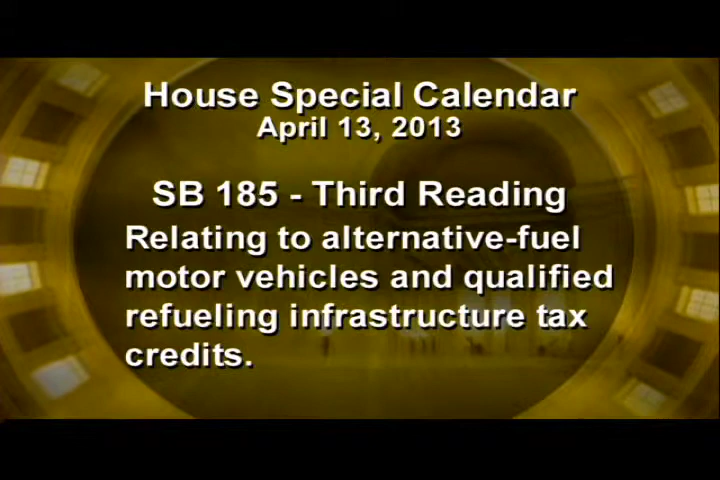 House Special Calendar
April 13, 2013
SB 185 - Third Reading
Relating to alternative-fuel
motor vehicles and qualified
refueling infrastructure tax
credits.